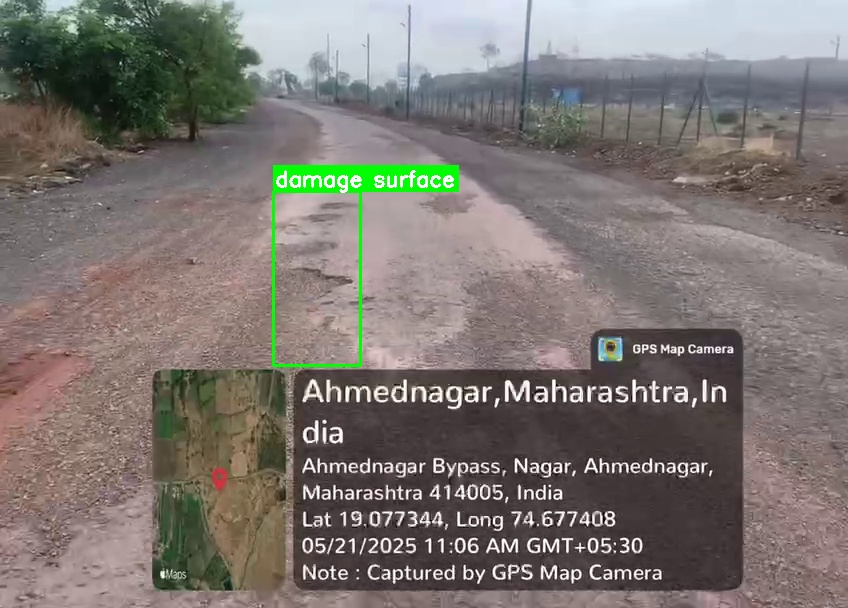 damage surface
GPS Map Camera
Ahmednagar,Maharashtra,In
dia
Ahmednagar Bypass, Nagar, Ahmednagar,
Maharashtra 414005, India
Lat 19.077344, Long 74.677408
05/21/2025 11:06 AM GMT+05:30
Note : Captured by GPS Map Camera
Maps